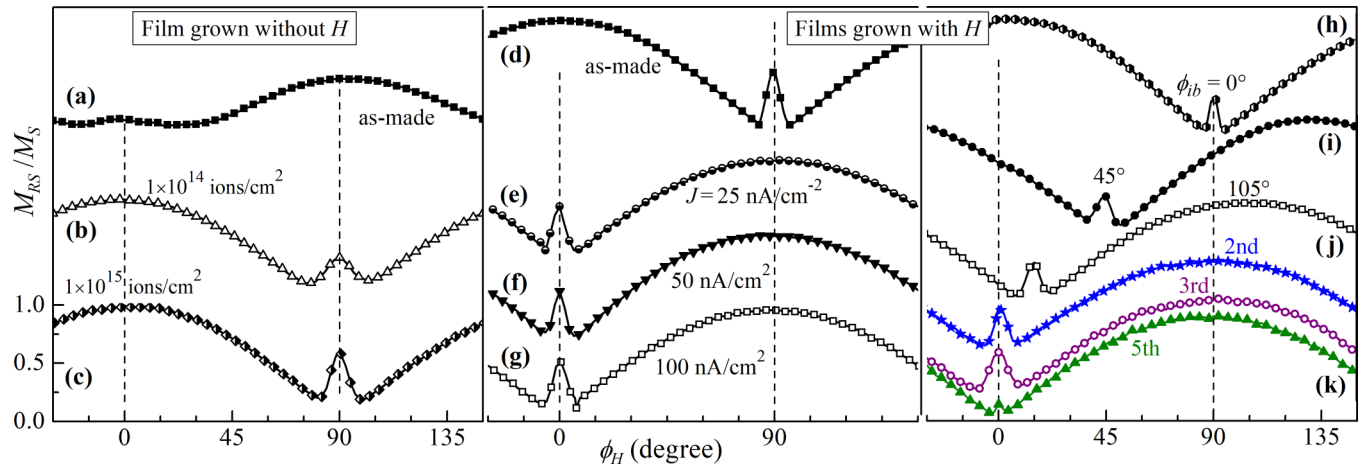 Film grown without H
Films grown with H
M_RS /M_S
(a)
as-made
1×10^14 ions/cm^2
(b)
1×10^15 ions/cm^2
1.0
0.5
(c)
0.0
0 45 90 135
(d)
as-made
(e)
J = 25 nA/cm^-2
(f)
50 nA/cm^2
(g)
100 nA/cm^2
0 90
ϕ_H (degree)
(h)
ϕ_ib = 0°
(i)
45°
105°
(j)
2nd
3rd
5th
(k)
0 45 90 135